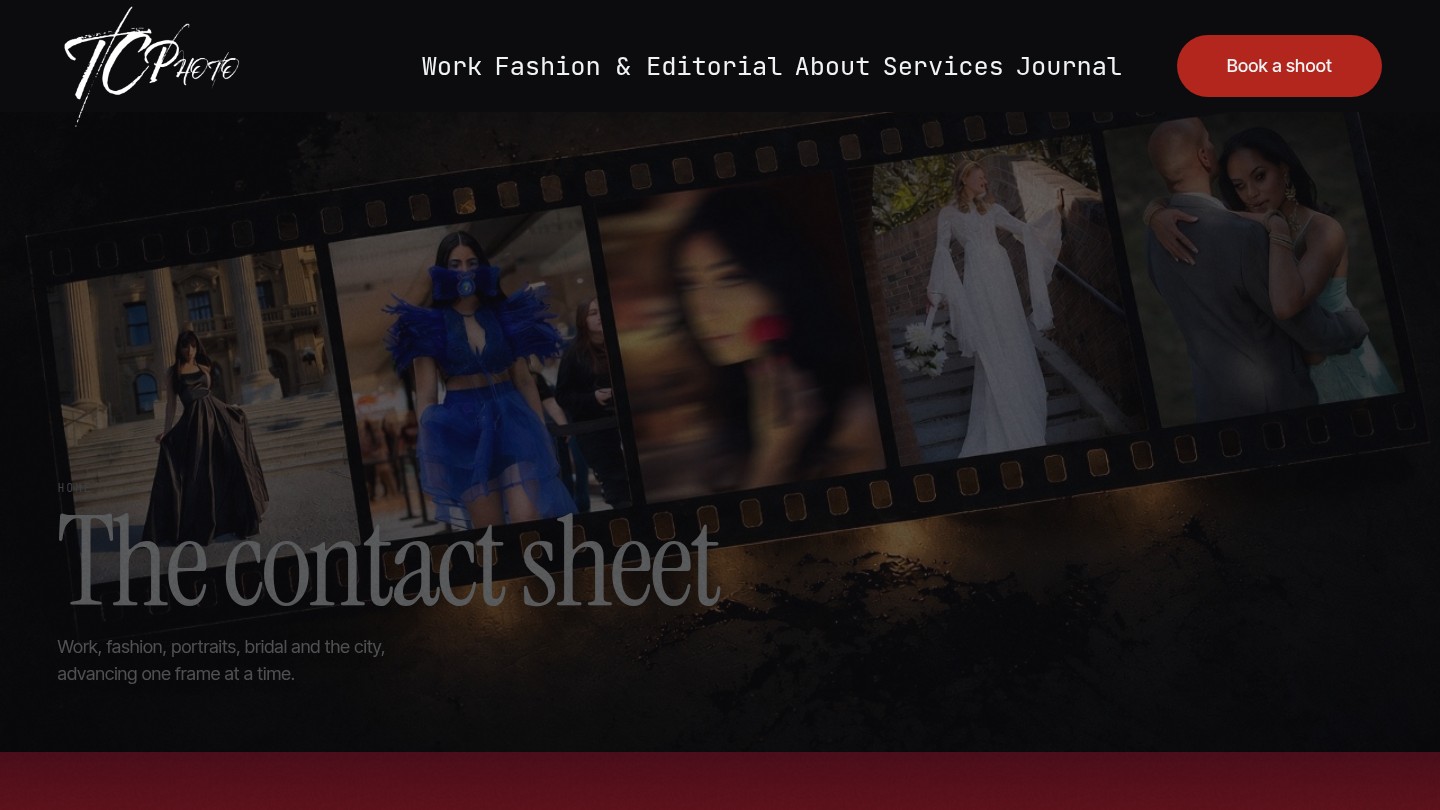 TCPHOTO
Work Fashion & Editorial About Services Journal
Book a shoot
The contact sheet
Work, fashion, portraits, bridal and the city,
advancing one frame at a time.